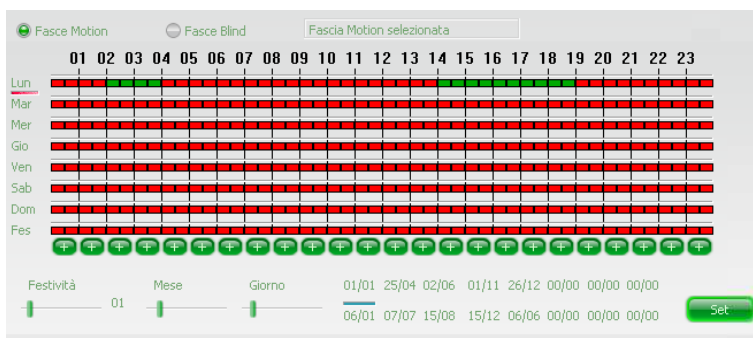 Fasce Motion Fasce Blind Fascia Motion selezionata
01 02 03 04 05 06 07 08 09 10 11 12 13 14 15 16 17 18 19 20 21 22 23
Lun
Mar
Mer
Gio
Ven
Sab
Dom
Fes
+ + + + + + + + + + + + + + + + + + + + + + + +
Festività 01 Mese Giorno
01/01 25/04 02/06 01/11 26/12 00/00 00/00 00/00
06/01 07/07 15/08 15/12 06/06 00/00 00/00 00/00
Set